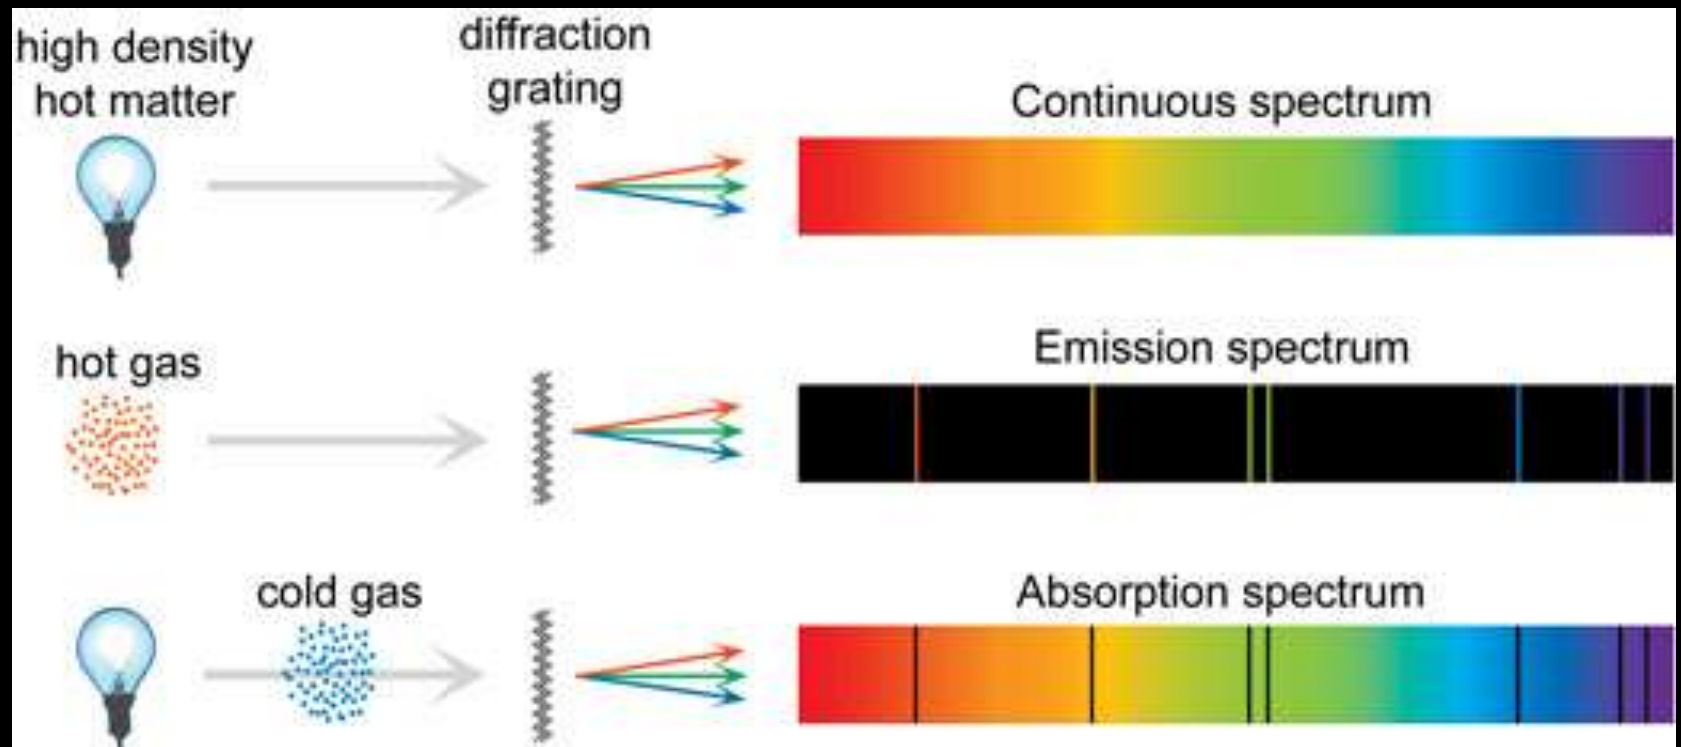 high density
hot matter
diffraction
grating
Continuous spectrum
hot gas
Emission spectrum
cold gas
Absorption spectrum